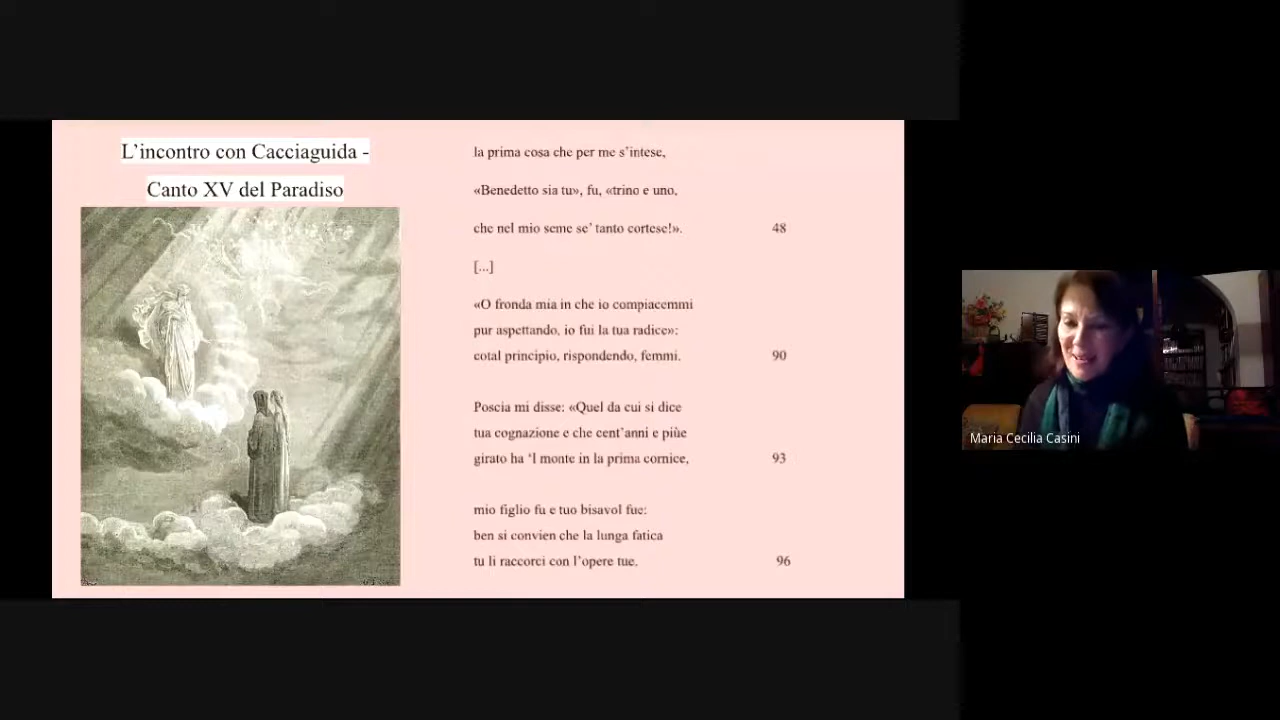 L’incontro con Cacciaguida -
Canto XV del Paradiso
la prima cosa che per me s’intese,
«Benedetto sia tu», fu, «trino e uno,
che nel mio seme se’ tanto cortese!». 48
[...]
«O fronda mia in che io compiacemmi
pur aspettando, io fui la tua radice»:
cotal principio, rispondendo, femmi. 90
Poscia mi disse: «Quel da cui si dice
tua cognazione e che cent’anni e piùe
girato ha ‘l monte in la prima cornice, 93
mio figlio fu e tuo bisavol fue:
ben si convien che la lunga fatica
tu li raccorci con l’opere tue. 96
Maria Cecilia Casini